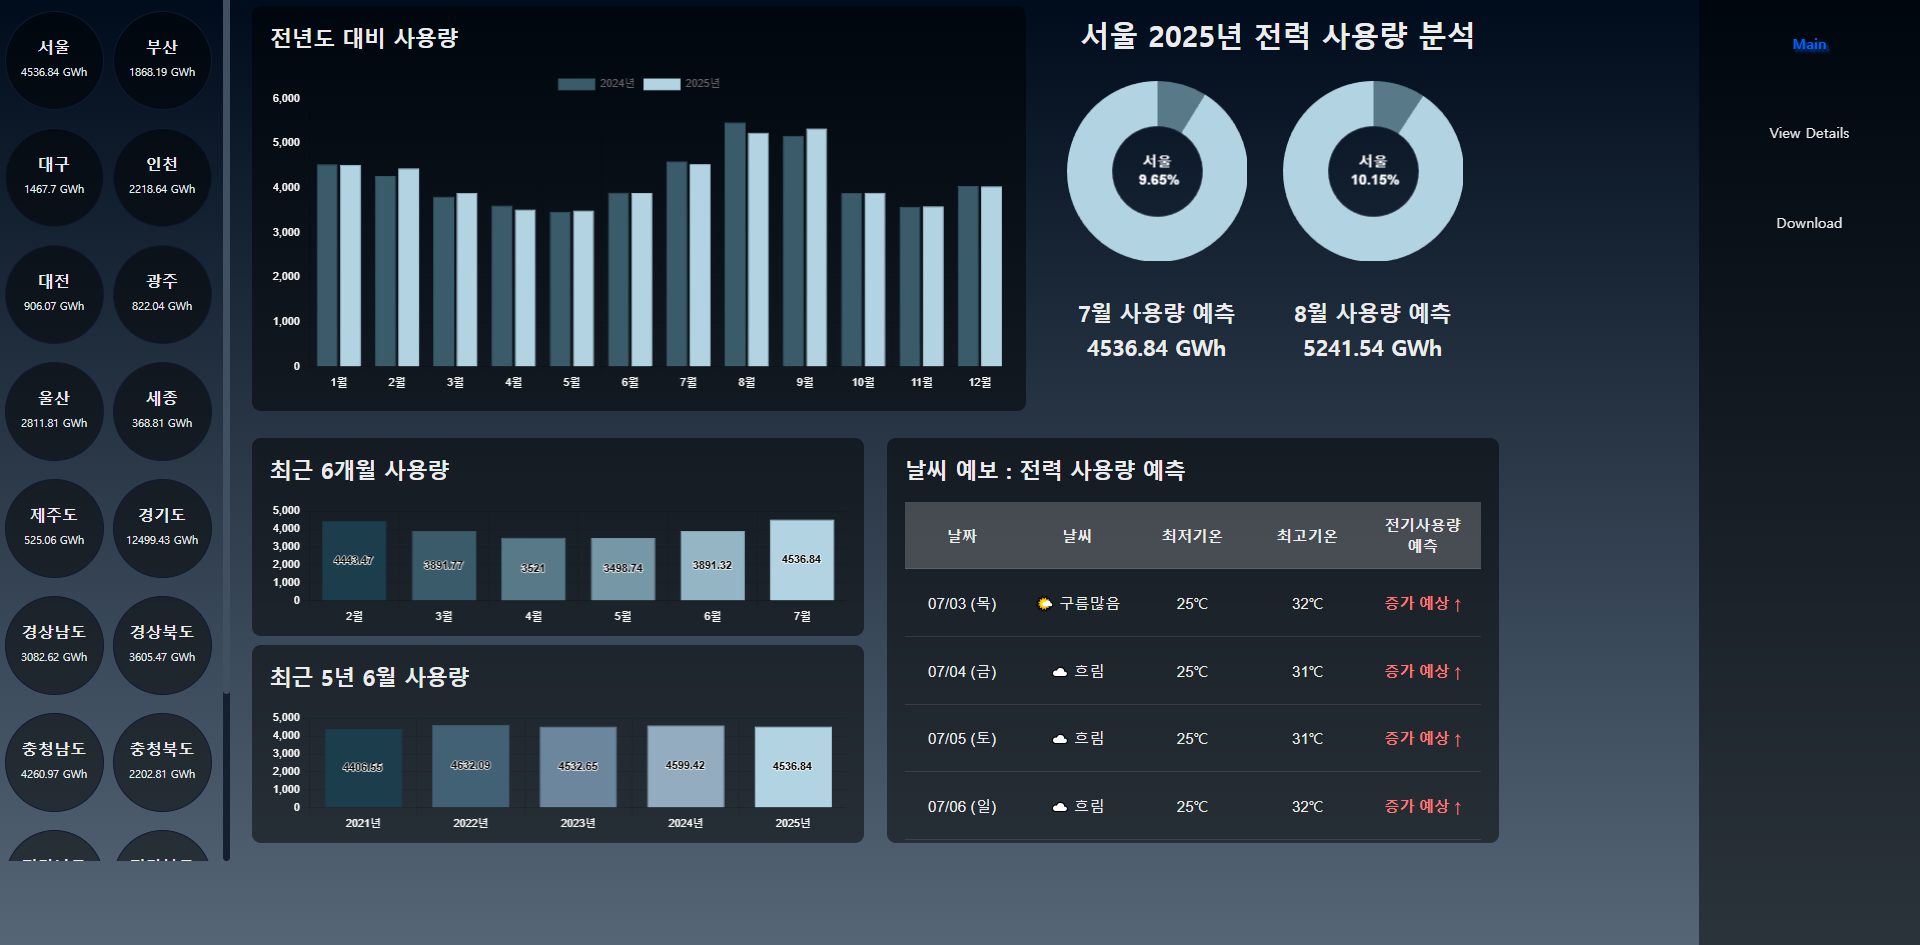 서울
4536.84 GWh
부산
1868.19 GWh
대구
1467.7 GWh
인천
2218.64 GWh
대전
906.07 GWh
광주
822.04 GWh
울산
2811.81 GWh
세종
368.81 GWh
제주도
525.06 GWh
경기도
12499.43 GWh
경상남도
3082.62 GWh
경상북도
3605.47 GWh
충청남도
4260.97 GWh
충청북도
2202.81 GWh
전년도 대비 사용량
2024년 2025년
6,000
5,000
4,000
3,000
2,000
1,000
0
1월 2월 3월 4월 5월 6월 7월 8월 9월 10월 11월 12월
서울 2025년 전력 사용량 분석
서울
9.65%
서울
10.15%
7월 사용량 예측
4536.84 GWh
8월 사용량 예측
5241.54 GWh
최근 6개월 사용량
5,000
4,000
3,000
2,000
1,000
0
4443.47 3891.77 3521 3498.74 3891.32 4536.84
2월 3월 4월 5월 6월 7월
최근 5년 6월 사용량
5,000
4,000
3,000
2,000
1,000
0
4406.55 4632.09 4532.65 4599.42 4536.84
2021년 2022년 2023년 2024년 2025년
날씨 예보 : 전력 사용량 예측
날짜 날씨 최저기온 최고기온 전기사용량
예측
07/03 (목) 구름많음 25℃ 32℃ 증가 예상 ↑
07/04 (금) 흐림 25℃ 31℃ 증가 예상 ↑
07/05 (토) 흐림 25℃ 31℃ 증가 예상 ↑
07/06 (일) 흐림 25℃ 32℃ 증가 예상 ↑
Main
View Details
Download